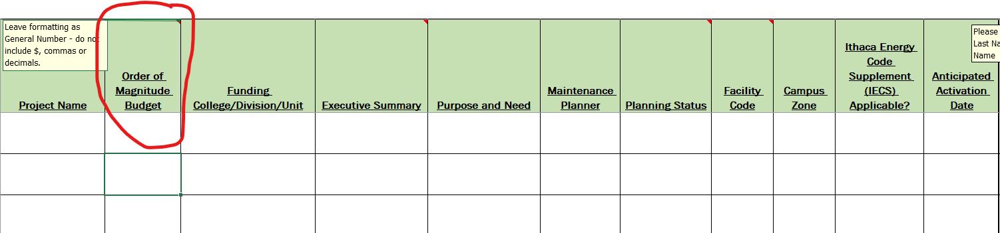 Leave formatting as
General Number - do not
include $, commas or
decimals.
Project Name
Order of
Magnitude
Budget
Funding
College/Division/Unit
Executive Summary
Purpose and Need
Maintenance
Planner
Planning Status
Facility
Code
Campus
Zone
Ithaca Energy
Code
Supplement
(IECS)
Applicable?
Anticipated
Activation
Date
Please
Last Na
Name